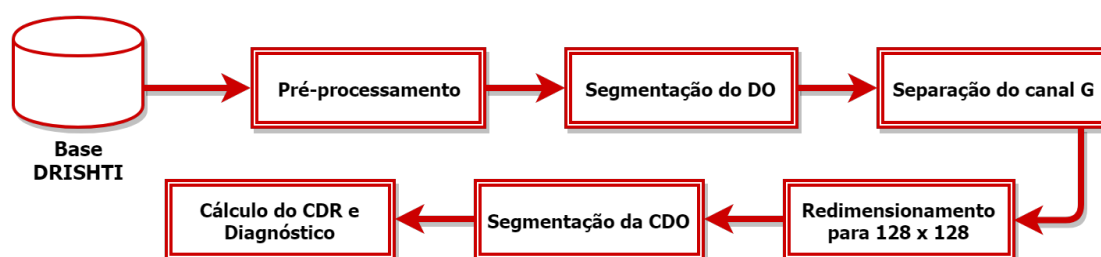 Base
DRISHTI
Pré-processamento
Segmentação do DO
Separação do canal G
Redimensionamento
para 128 x 128
Segmentação da CDO
Cálculo do CDR e
Diagnóstico